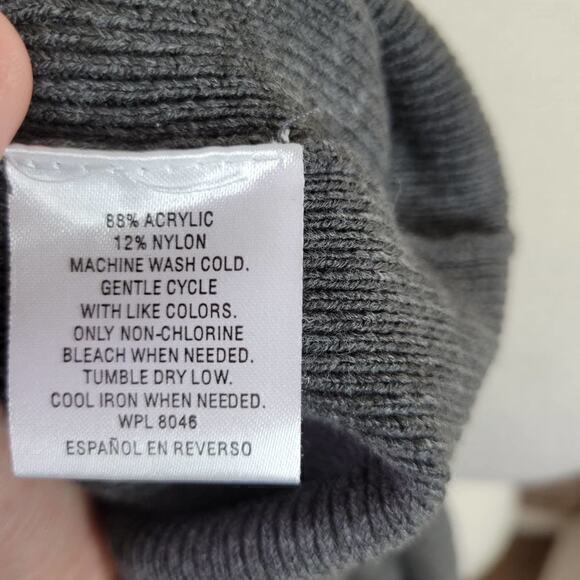 88% ACRYLIC
12% NYLON
MACHINE WASH COLD.
GENTLE CYCLE
WITH LIKE COLORS.
ONLY NON-CHLORINE
BLEACH WHEN NEEDED.
TUMBLE DRY LOW.
COOL IRON WHEN NEEDED.
WPL 8046
ESPAÑOL EN REVERSO